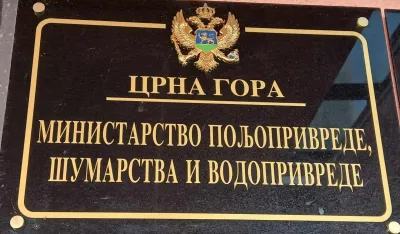 ЦРНА ГОРА
МИНИСТАРСТВО ПОЉОПРИВРЕДЕ,
ШУМАРСТВА И ВОДОПРИВРЕДЕ